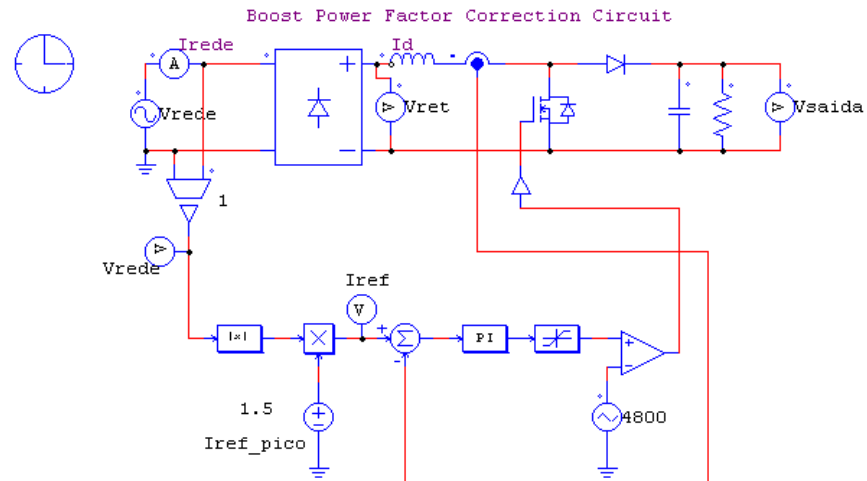 Boost Power Factor Correction Circuit
Irede
Id
A
Vrede
Vret
Vsaida
1
Vrede
Iref
V
|x|
PI
1.5
Iref_pico
4800